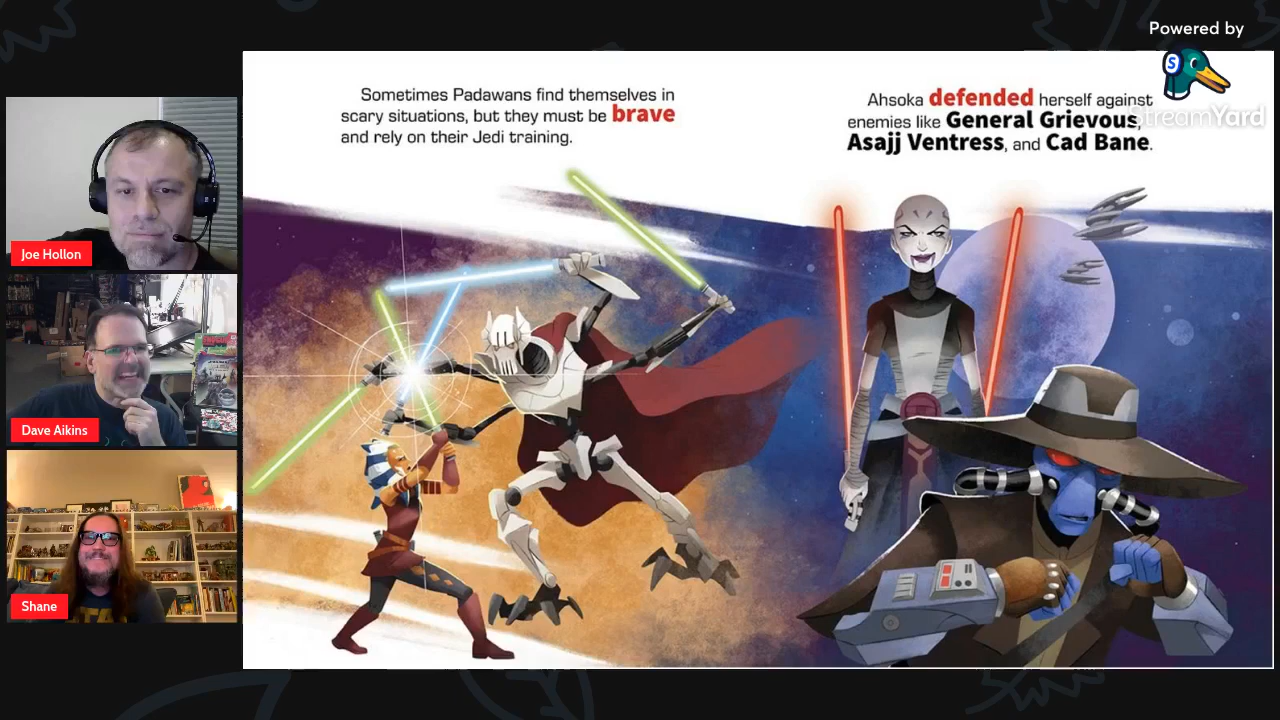 Powered by
S
StreamYard
Sometimes Padawans find themselves in
scary situations, but they must be brave
and rely on their Jedi training.
Ahsoka defended herself against
enemies like General Grievous,
Asajj Ventress, and Cad Bane.
Joe Hollon
Dave Aikins
Shane